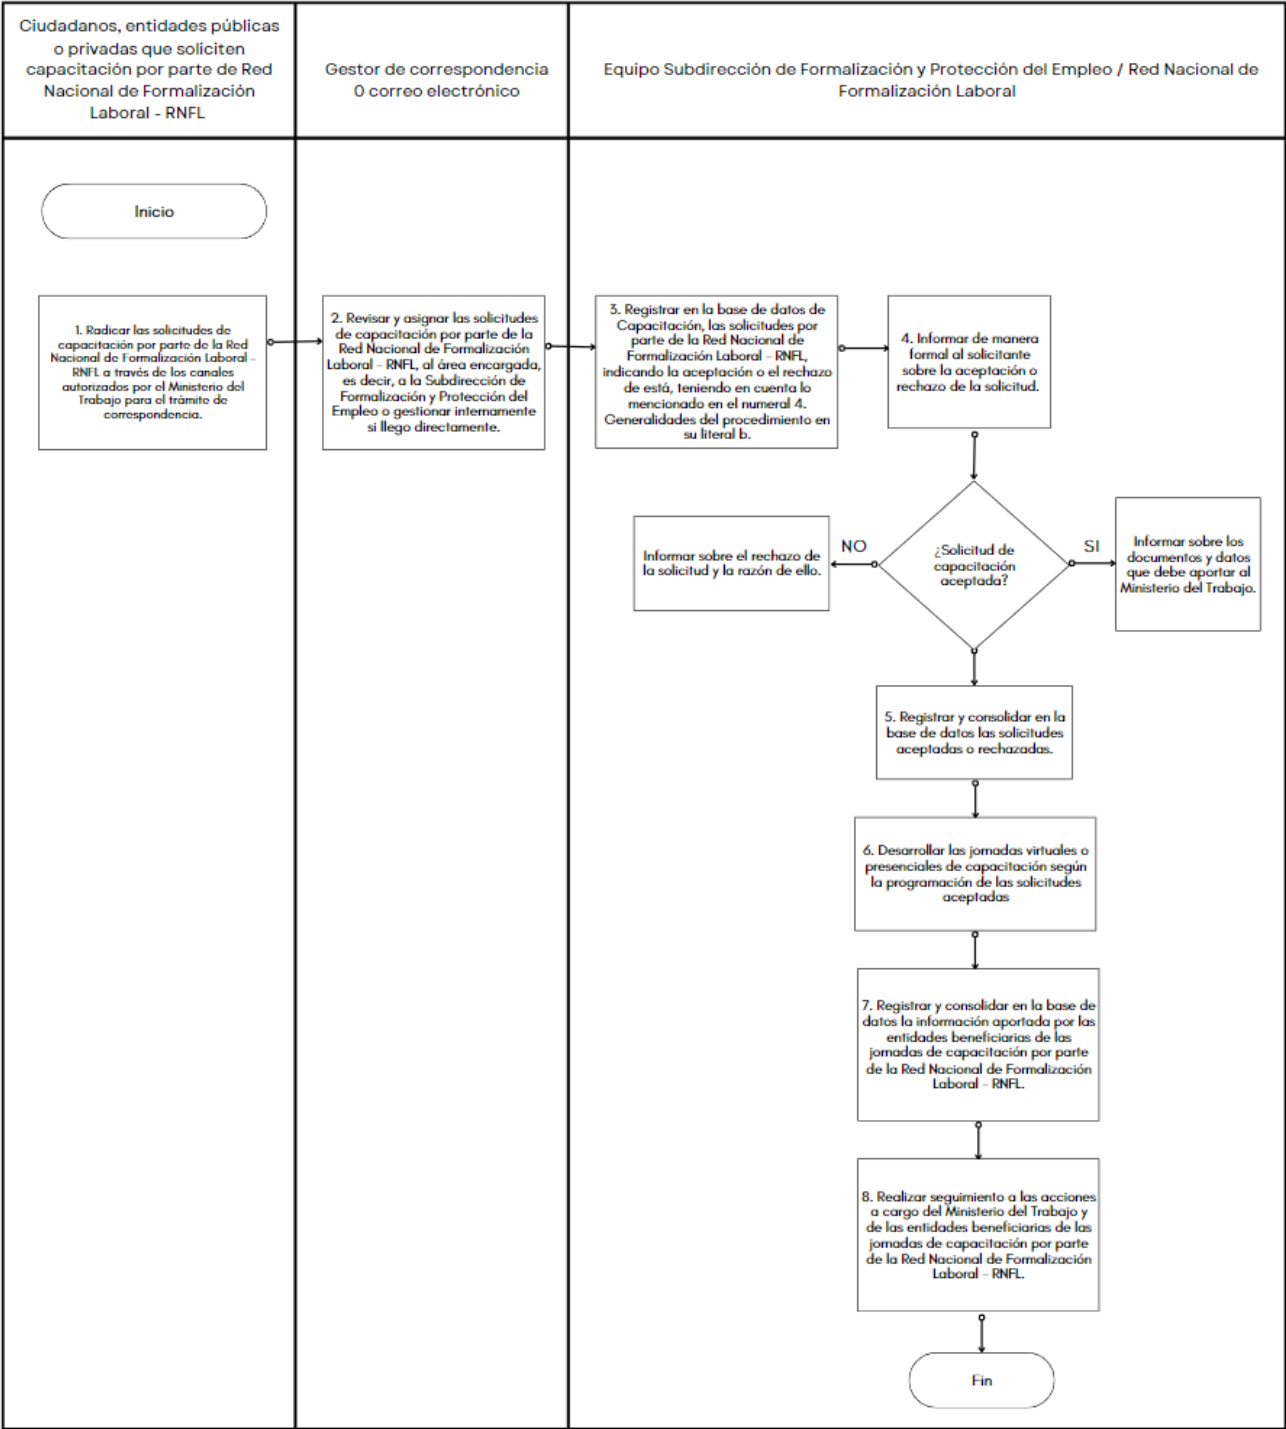 Ciudadanos, entidades públicas
o privadas que soliciten
capacitación por parte de Red
Nacional de Formalización
Laboral - RNFL
Gestor de correspondencia
0 correo electrónico
Equipo Subdirección de Formalización y Protección del Empleo / Red Nacional de
Formalización Laboral
Inicio
1. Radicar las solicitudes de
capacitación por parte de la Red
Nacional de Formalización Laboral -
RNFL a través de los canales
autorizados por el Ministerio del
Trabajo para el trámite de
correspondencia.
2. Revisar y asignar las solicitudes
de capacitación por parte de la
Red Nacional de Formalización
Laboral - RNFL, al área encargada,
es decir, a la Subdirección de
Formalización y Protección del
Empleo o gestionar internamente
si llego directamente.
3. Registrar en la base de datos de
Capacitación, las solicitudes por
parte de la Red Nacional de
Formalización Laboral - RNFL,
indicando la aceptación o el rechazo
de está, teniendo en cuenta lo
mencionado en el numeral 4.
Generalidades del procedimiento en
su literal b.
4. Informar de manera
formal al solicitante
sobre la aceptación o
rechazo de la solicitud.
Informar sobre el rechazo de
la solicitud y la razón de ello.
NO
¿Solicitud de
capacitación
aceptada?
SI
Informar sobre los
documentos y datos
que debe aportar al
Ministerio del Trabajo.
5. Registrar y consolidar en la
base de datos las solicitudes
aceptadas o rechazadas.
6. Desarrollar las jornadas virtuales o
presenciales de capacitación según
la programación de las solicitudes
aceptadas
7. Registrar y consolidar en la base de
datos la información aportada por las
entidades beneficiarias de las
jornadas de capacitación por parte
de la Red Nacional de Formalización
Laboral - RNFL.
8. Realizar seguimiento a las acciones
a cargo del Ministerio del Trabajo y
de las entidades beneficiarias de las
jornadas de capacitación por parte
de la Red Nacional de Formalización
Laboral - RNFL.
Fin